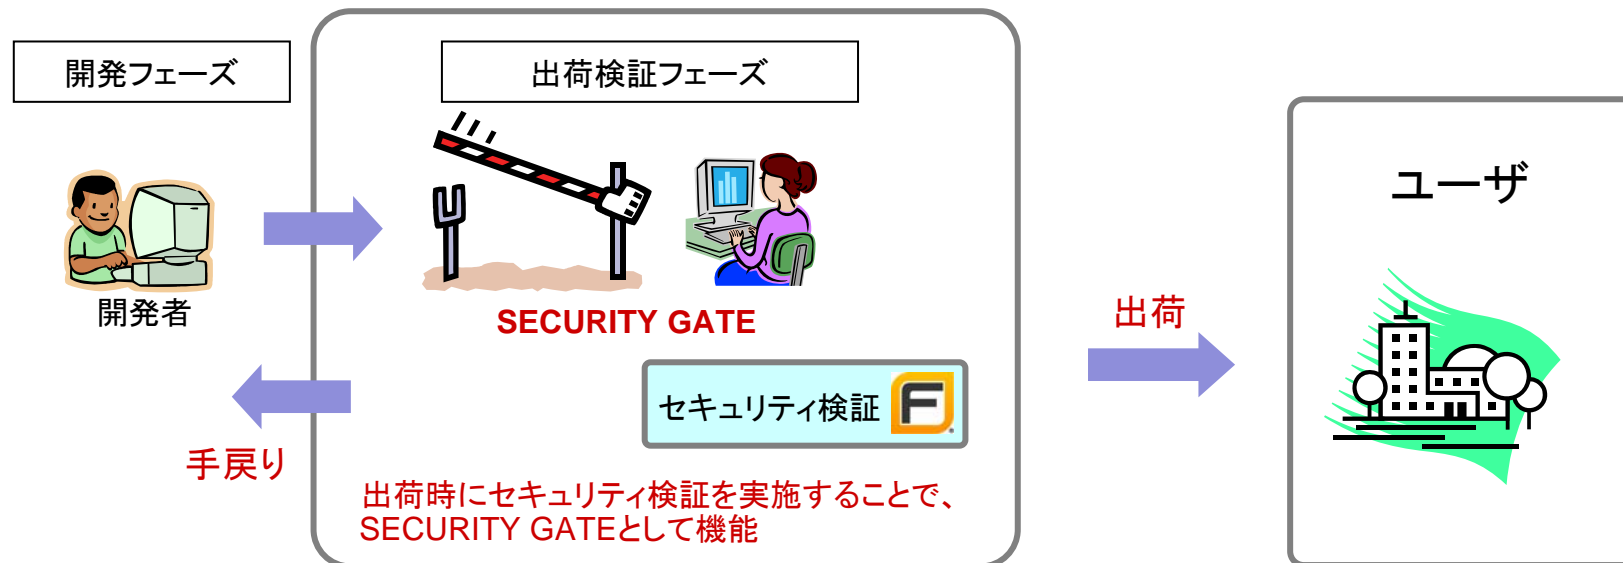 開発フェーズ
出荷検証フェーズ
ユーザ
開発者
SECURITY GATE
出荷
セキュリティ検証 F
手戻り
出荷時にセキュリティ検証を実施することで、
SECURITY GATEとして機能